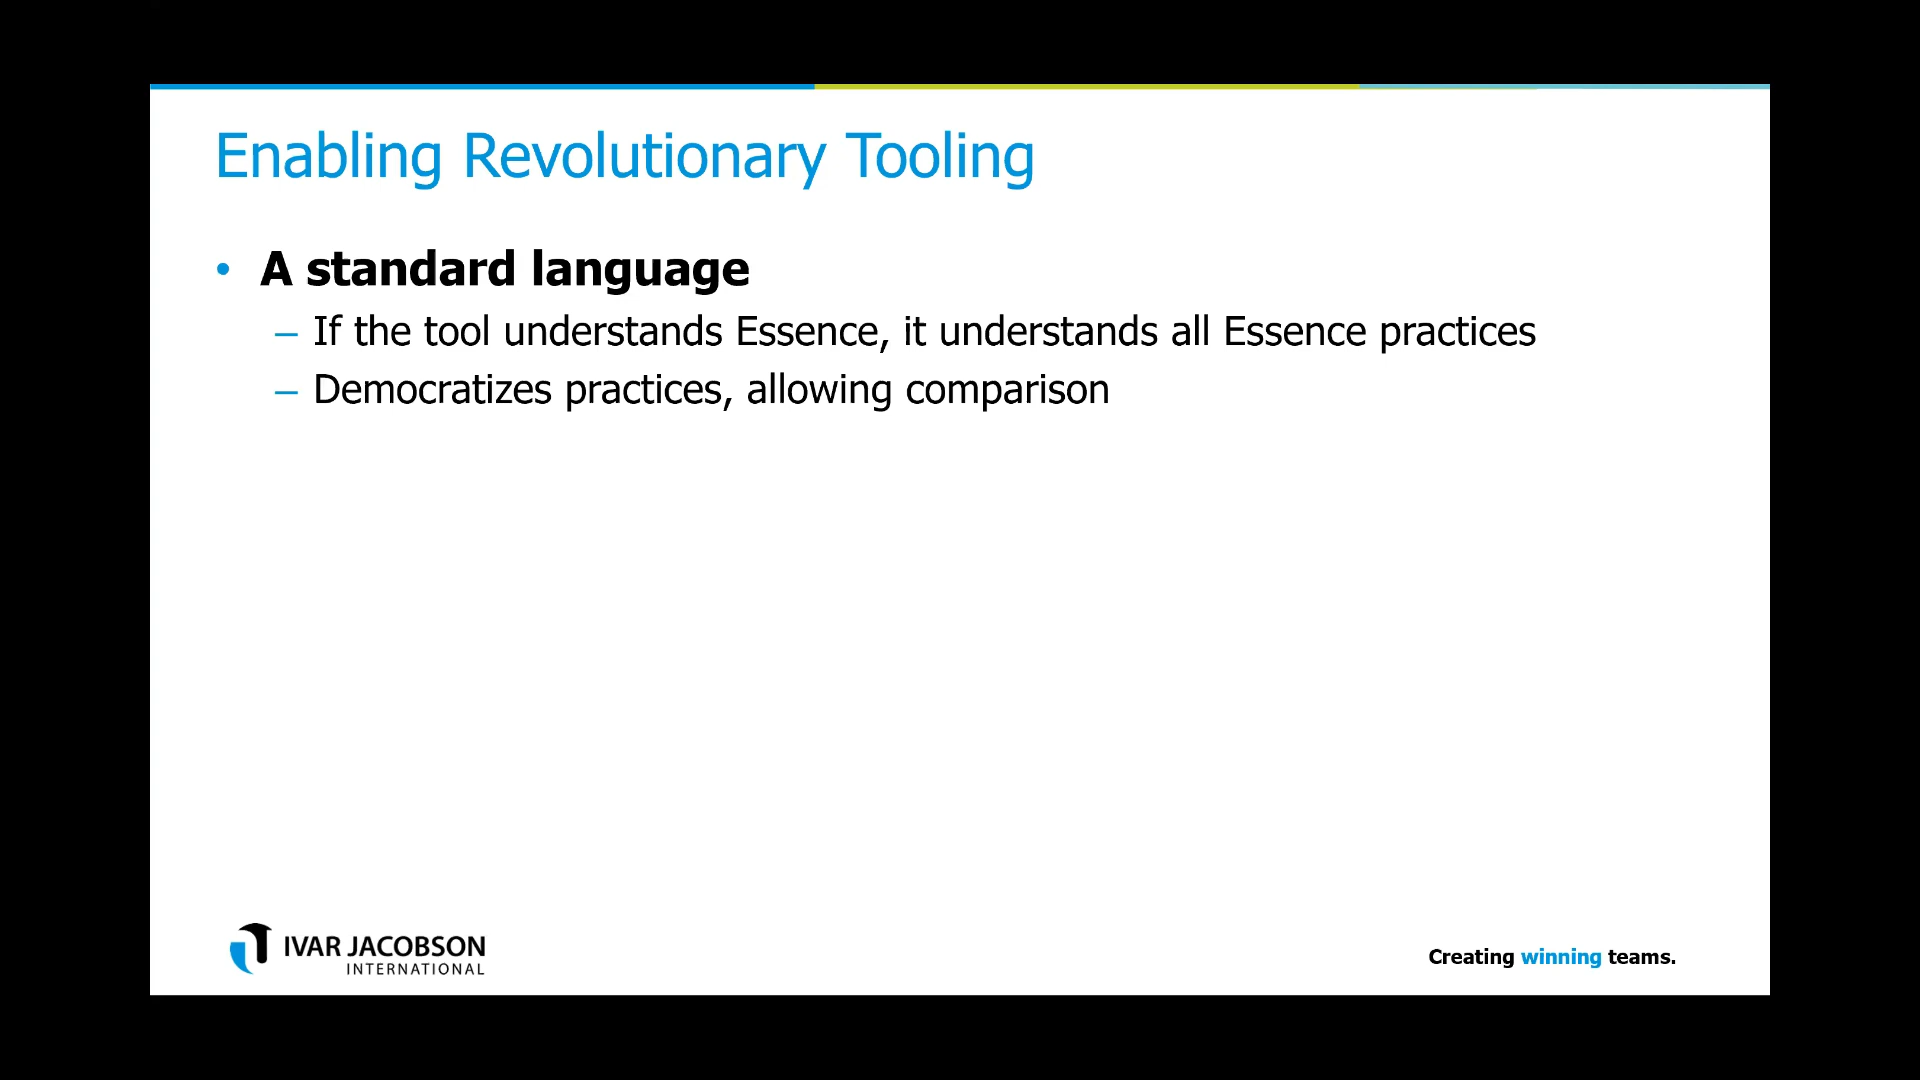 Enabling Revolutionary Tooling
• A standard language
– If the tool understands Essence, it understands all Essence practices
– Democratizes practices, allowing comparison
IVAR JACOBSON
INTERNATIONAL
Creating winning teams.